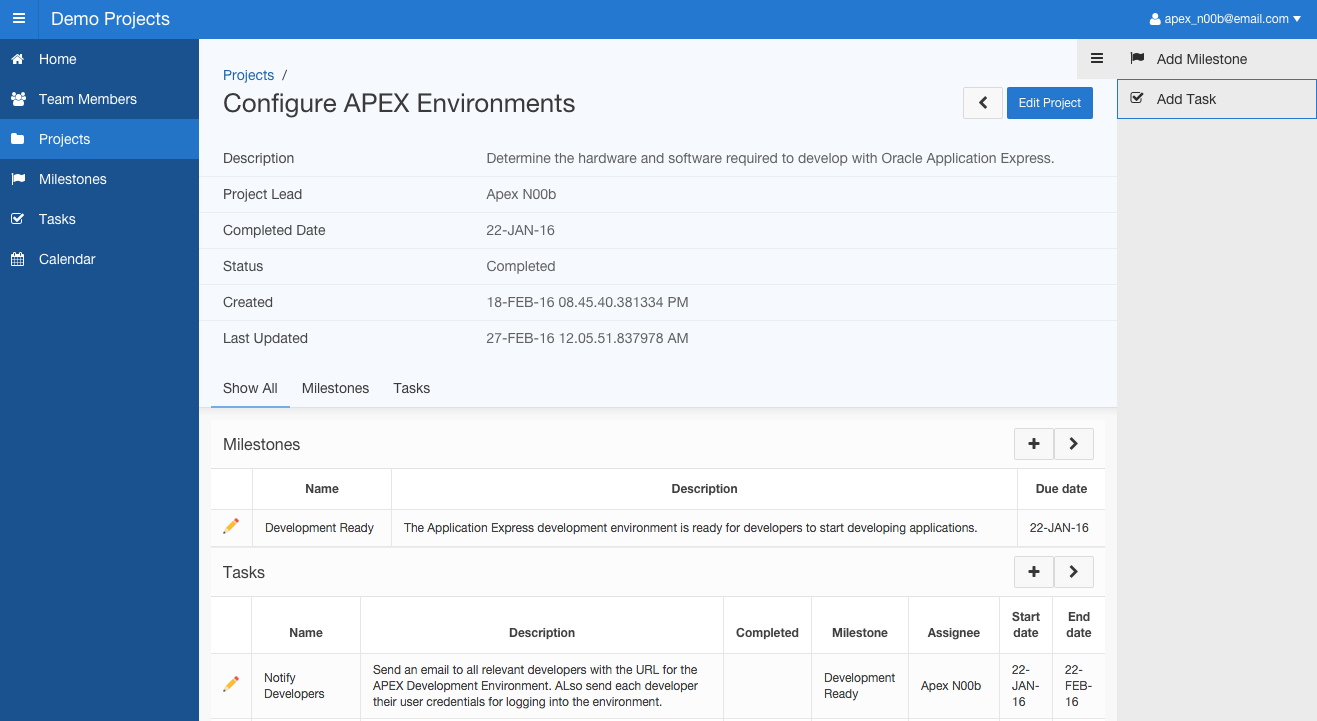 Demo Projects
apex_n00b@email.com
Home
Team Members
Projects
Milestones
Tasks
Calendar
Projects /
Configure APEX Environments
Edit Project
Add Milestone
Add Task
Description Determine the hardware and software required to develop with Oracle Application Express.
Project Lead Apex N00b
Completed Date 22-JAN-16
Status Completed
Created 18-FEB-16 08.45.40.381334 PM
Last Updated 27-FEB-16 12.05.51.837978 AM
Show All Milestones Tasks
Milestones
Name Description Due date
Development Ready The Application Express development environment is ready for developers to start developing applications. 22-JAN-16
Tasks
Name Description Completed Milestone Assignee Start
date End
date
Notify
Developers
Send an email to all relevant developers with the URL for the
APEX Development Environment. ALso send each developer
their user credentials for logging into the environment.
Development
Ready
Apex N00b
22-
JAN-
16
22-
FEB-
16